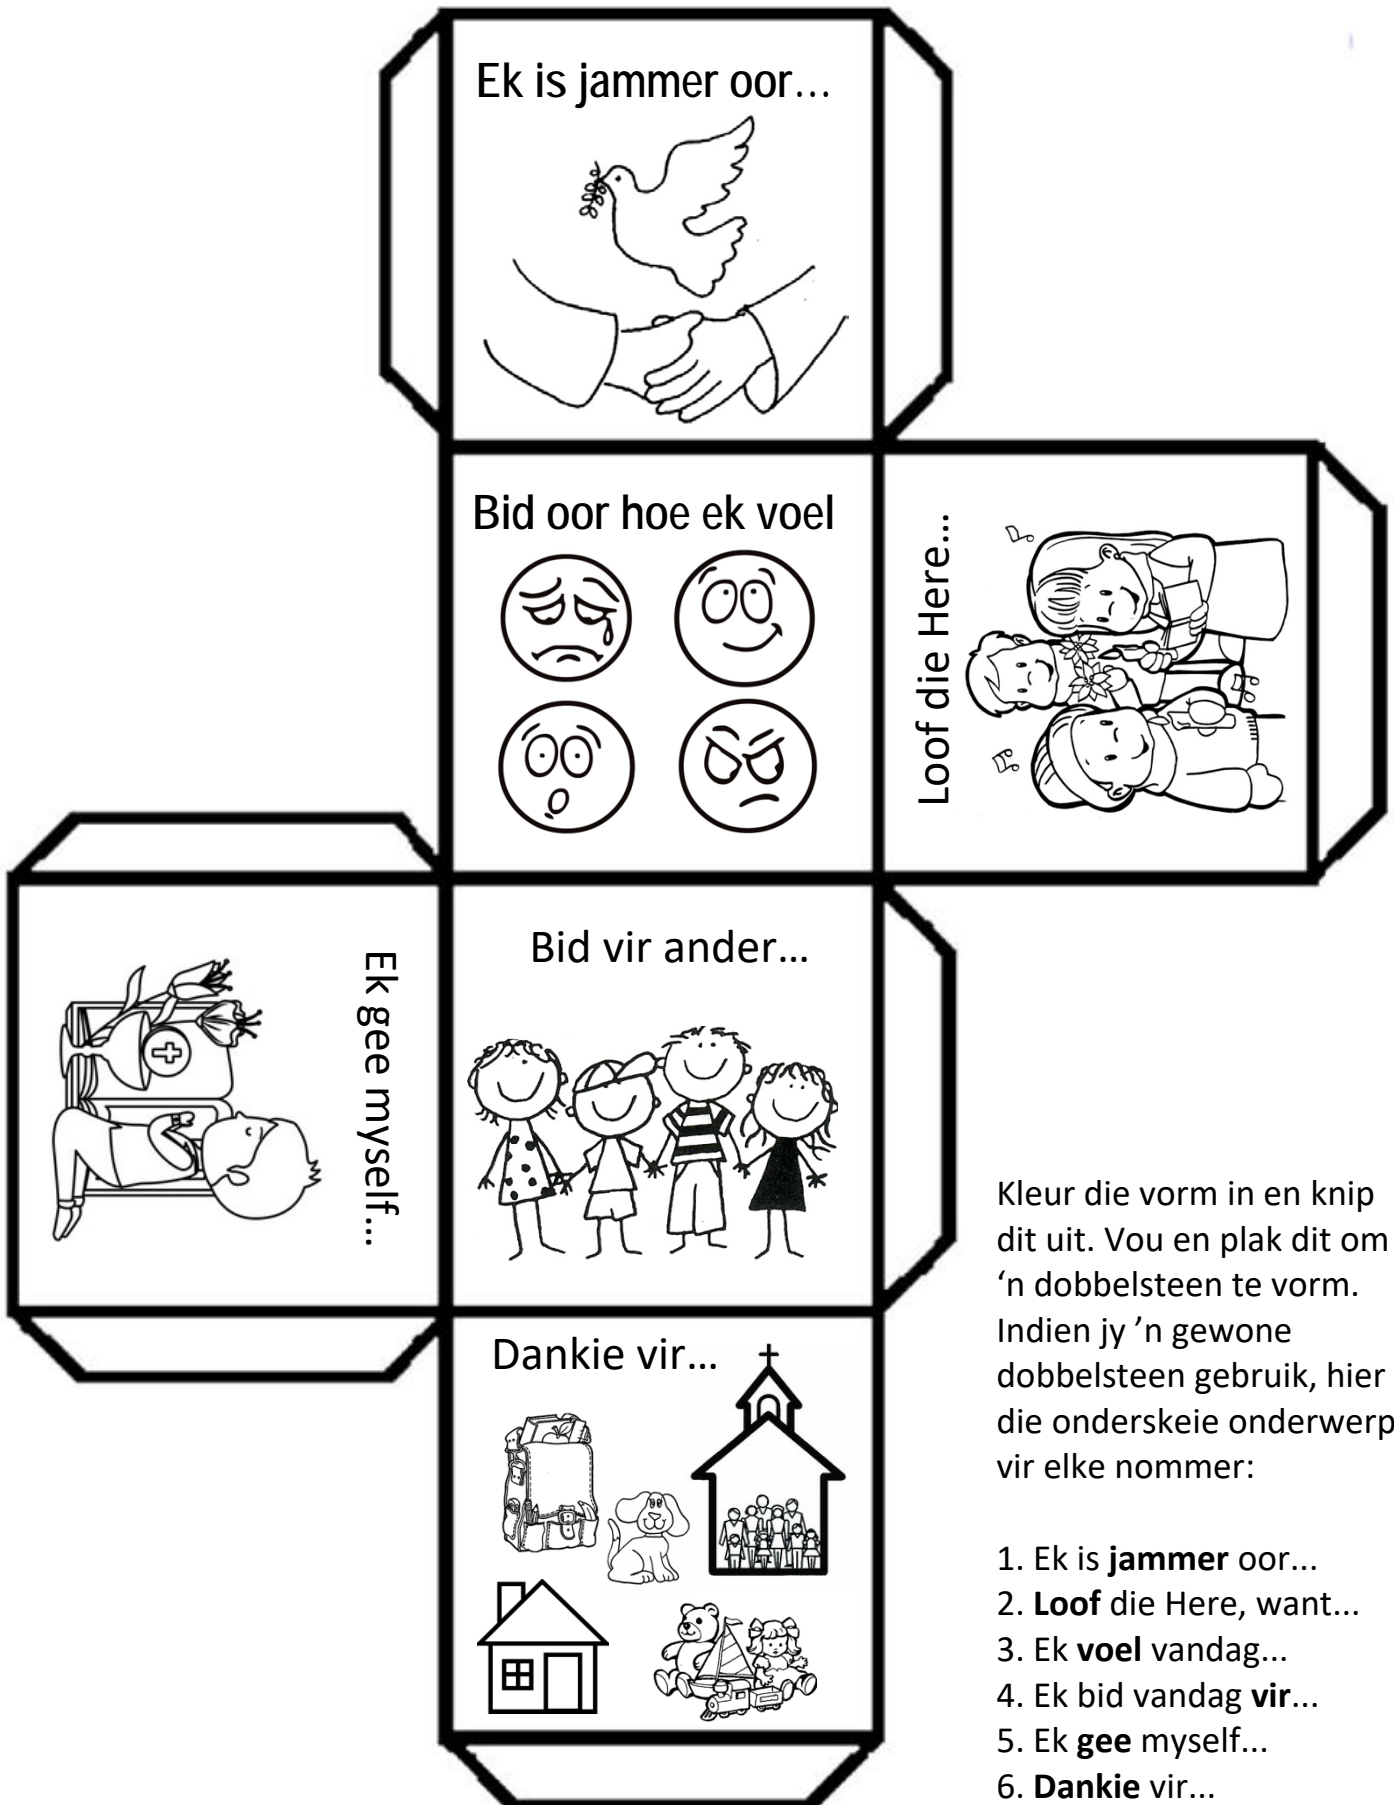 Ek is jammer oor...
Bid oor hoe ek voel
Loof die Here...
Ek gee myself...
Bid vir ander...
Dankie vir...
Kleur die vorm in en knip
dit uit. Vou en plak dit om
‘n dobbelsteen te vorm.
Indien jy ’n gewone
dobbelsteen gebruik, hier
die onderskeie onderwerp
vir elke nommer:
1. Ek is jammer oor...
2. Loof die Here, want...
3. Ek voel vandag...
4. Ek bid vandag vir...
5. Ek gee myself...
6. Dankie vir...